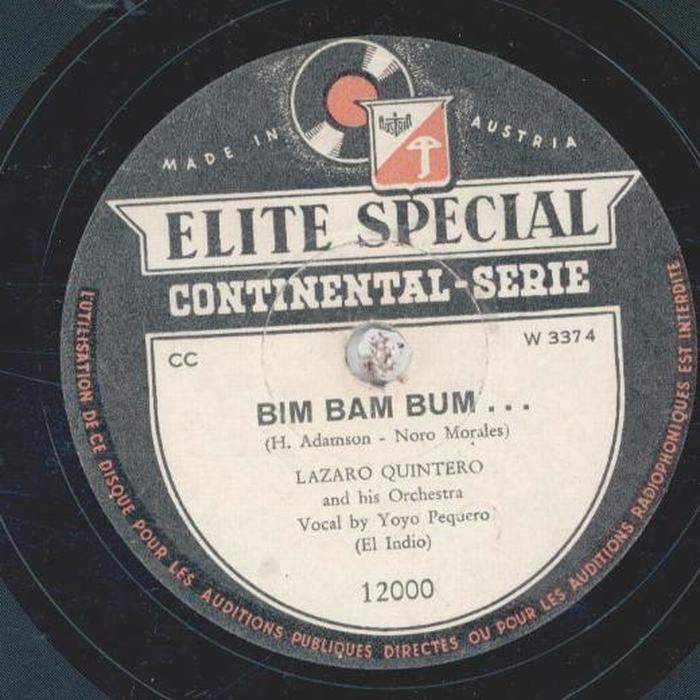 MADE IN AUSTRIA
Austria
ELITE SPECIAL
CONTINENTAL-SERIE
CC
W 3374
BIM BAM BUM ...
(H. Adamson - Noro Morales)
LAZARO QUINTERO
and his Orchestra
Vocal by Yoyo Pequero
(El Indio)
12000
L'UTILISATION DE CE DISQUE POUR LES AUDITIONS PUBLIQUES DIRECTES OU POUR LES AUDITIONS RADIOPHONIQUES EST INTERDITE